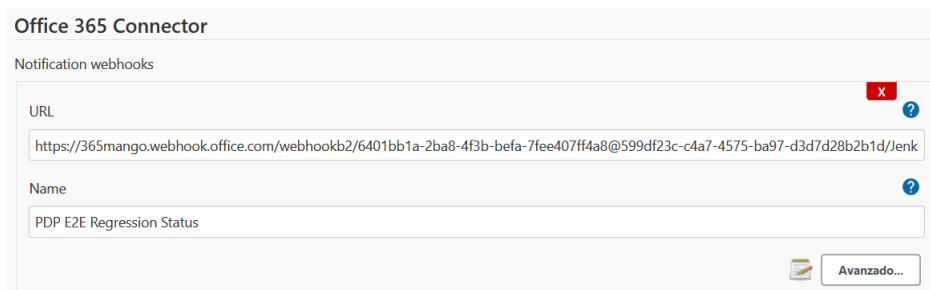 Office 365 Connector
Notification webhooks
X
URL
?
https://365mango.webhook.office.com/webhookb2/6401bb1a-2ba8-4f3b-befa-7fee407ff4a8@599df23c-c4a7-4575-ba97-d3d7d28b2b1d/Jenk
Name
?
PDP E2E Regression Status
Avanzado...